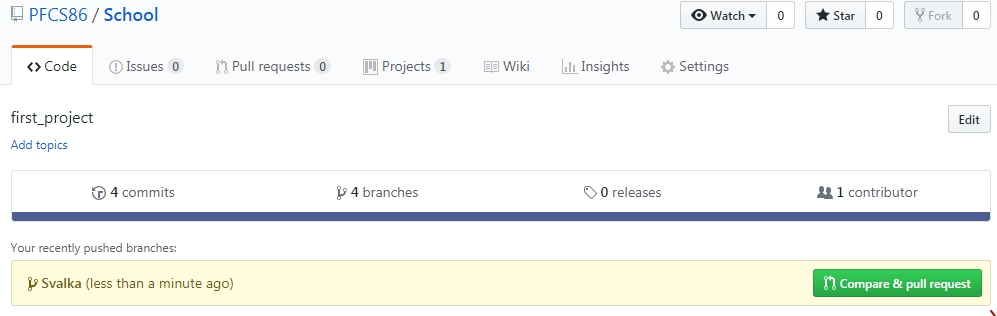 PFCS86 / School Watch 0 Star 0 Fork 0
Code Issues 0 Pull requests 0 Projects 1 Wiki Insights Settings
first_project Edit
Add topics
4 commits 4 branches 0 releases 1 contributor
Your recently pushed branches:
Svalka (less than a minute ago) Compare & pull request